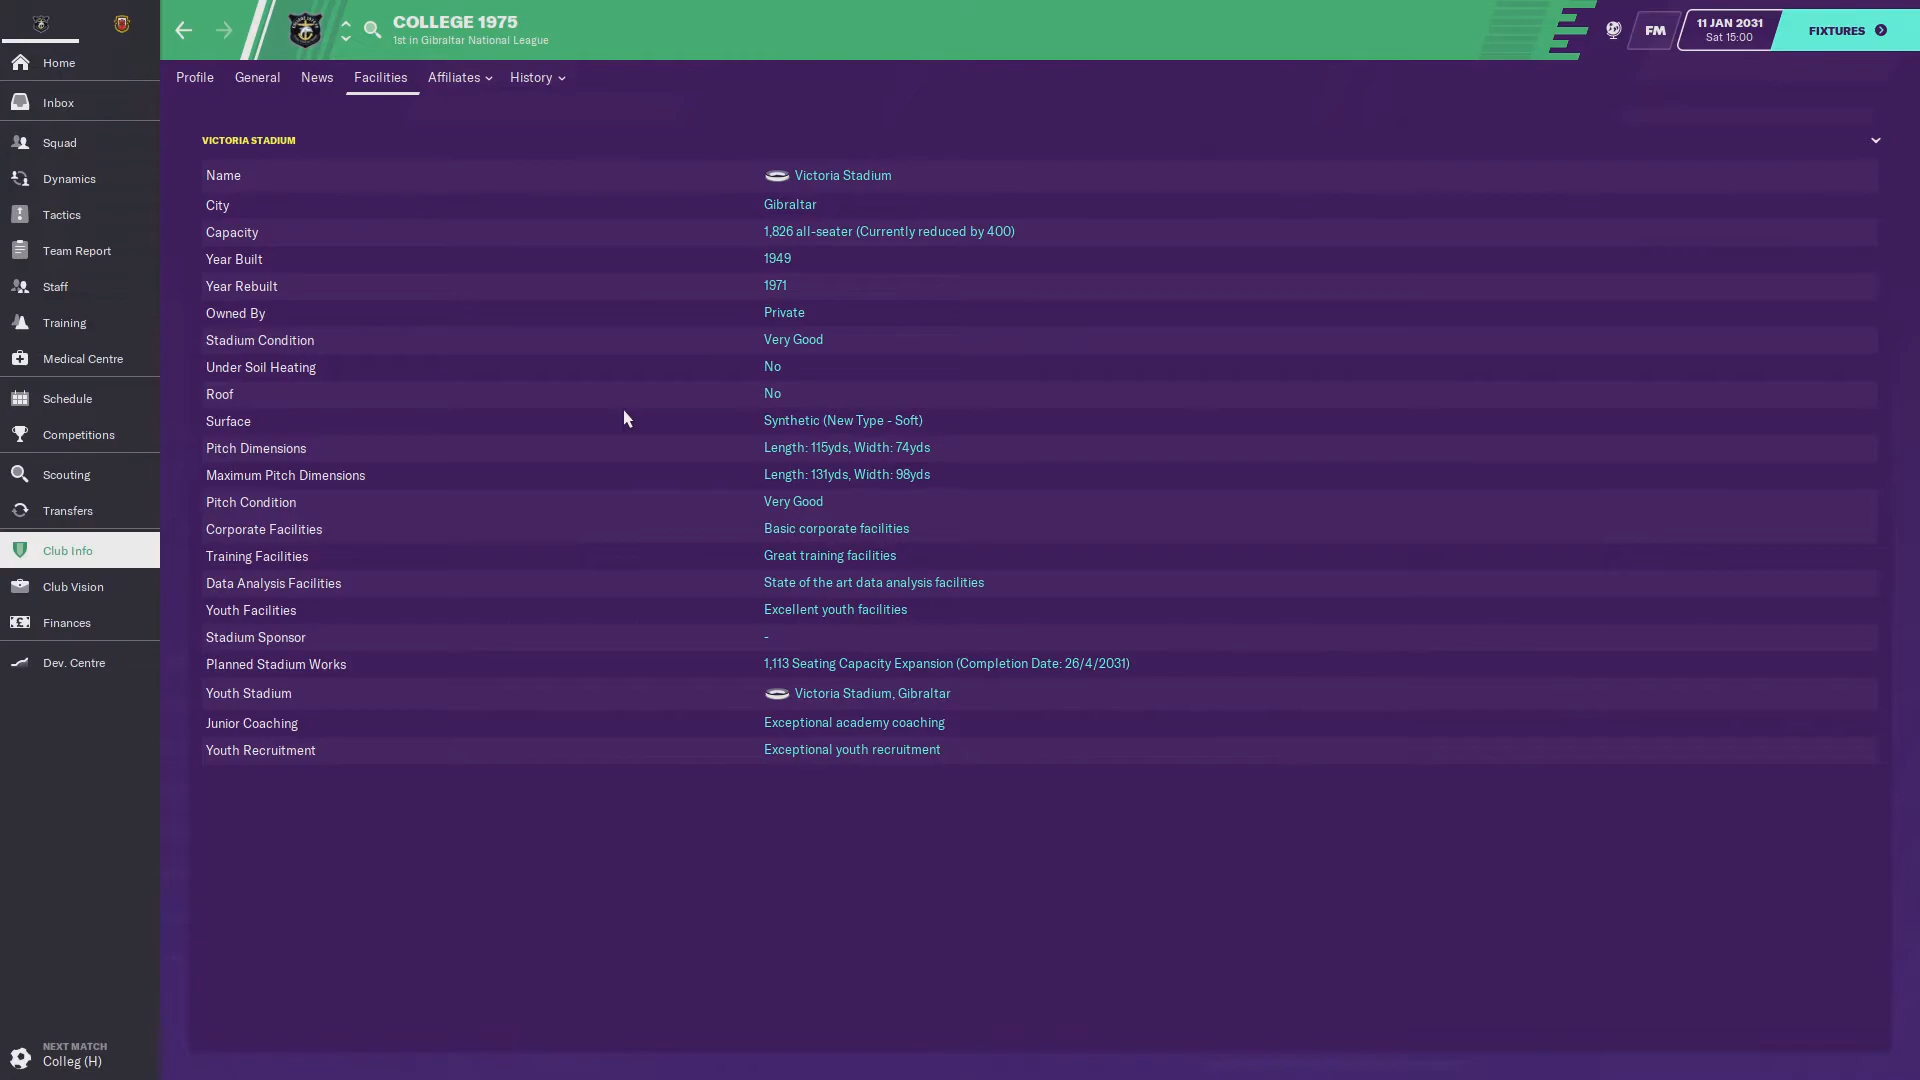 COLLEGE 1975
1st in Gibraltar National League
FM
11 JAN 2031
Sat 15:00
FIXTURES
Home
Inbox
Squad
Dynamics
Tactics
Team Report
Staff
Training
Medical Centre
Schedule
Competitions
Scouting
Transfers
Club Info
Club Vision
Finances
Dev. Centre
NEXT MATCH
Colleg (H)
Profile General News Facilities Affiliates History
VICTORIA STADIUM
Name Victoria Stadium
City Gibraltar
Capacity 1,826 all-seater (Currently reduced by 400)
Year Built 1949
Year Rebuilt 1971
Owned By Private
Stadium Condition Very Good
Under Soil Heating No
Roof No
Surface Synthetic (New Type - Soft)
Pitch Dimensions Length: 115yds, Width: 74yds
Maximum Pitch Dimensions Length: 131yds, Width: 98yds
Pitch Condition Very Good
Corporate Facilities Basic corporate facilities
Training Facilities Great training facilities
Data Analysis Facilities State of the art data analysis facilities
Youth Facilities Excellent youth facilities
Stadium Sponsor -
Planned Stadium Works 1,113 Seating Capacity Expansion (Completion Date: 26/4/2031)
Youth Stadium Victoria Stadium, Gibraltar
Junior Coaching Exceptional academy coaching
Youth Recruitment Exceptional youth recruitment